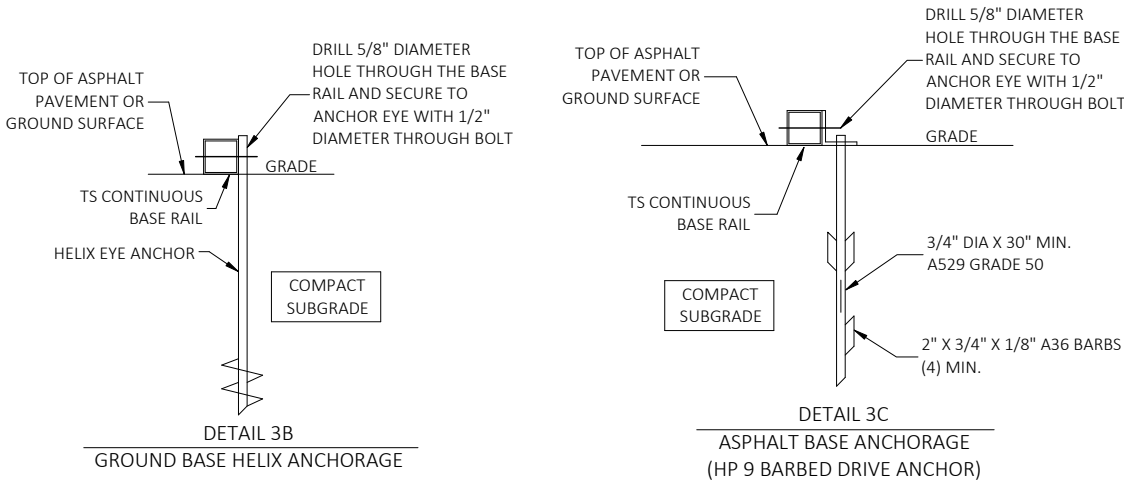 TOP OF ASPHALT
PAVEMENT OR
GROUND SURFACE
DRILL 5/8" DIAMETER
HOLE THROUGH THE BASE
RAIL AND SECURE TO
ANCHOR EYE WITH 1/2"
DIAMETER THROUGH BOLT
GRADE
TS CONTINUOUS
BASE RAIL
HELIX EYE ANCHOR
COMPACT
SUBGRADE
DETAIL 3B
GROUND BASE HELIX ANCHORAGE
TOP OF ASPHALT
PAVEMENT OR
GROUND SURFACE
DRILL 5/8" DIAMETER
HOLE THROUGH THE BASE
RAIL AND SECURE TO
ANCHOR EYE WITH 1/2"
DIAMETER THROUGH BOLT
GRADE
TS CONTINUOUS
BASE RAIL
3/4" DIA X 30" MIN.
A529 GRADE 50
COMPACT
SUBGRADE
2" X 3/4" X 1/8" A36 BARBS
(4) MIN.
DETAIL 3C
ASPHALT BASE ANCHORAGE
(HP 9 BARBED DRIVE ANCHOR)